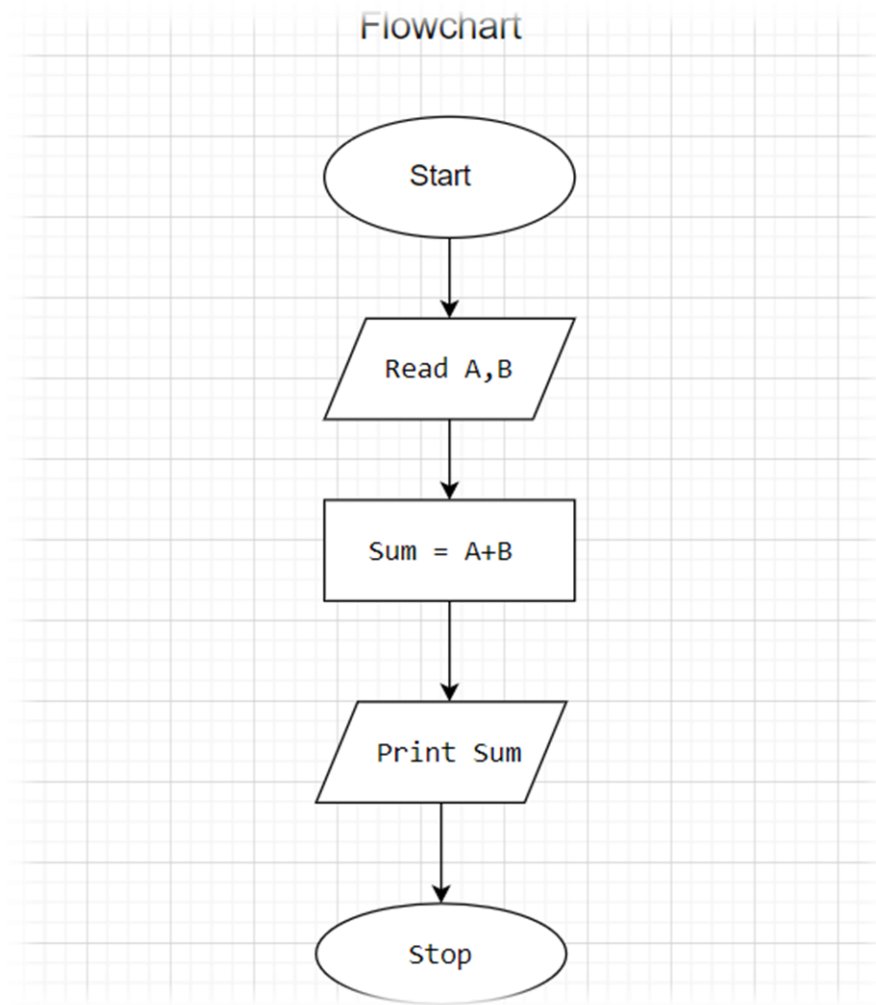 Flowchart
Start
Read A,B
Sum = A+B
Print Sum
Stop